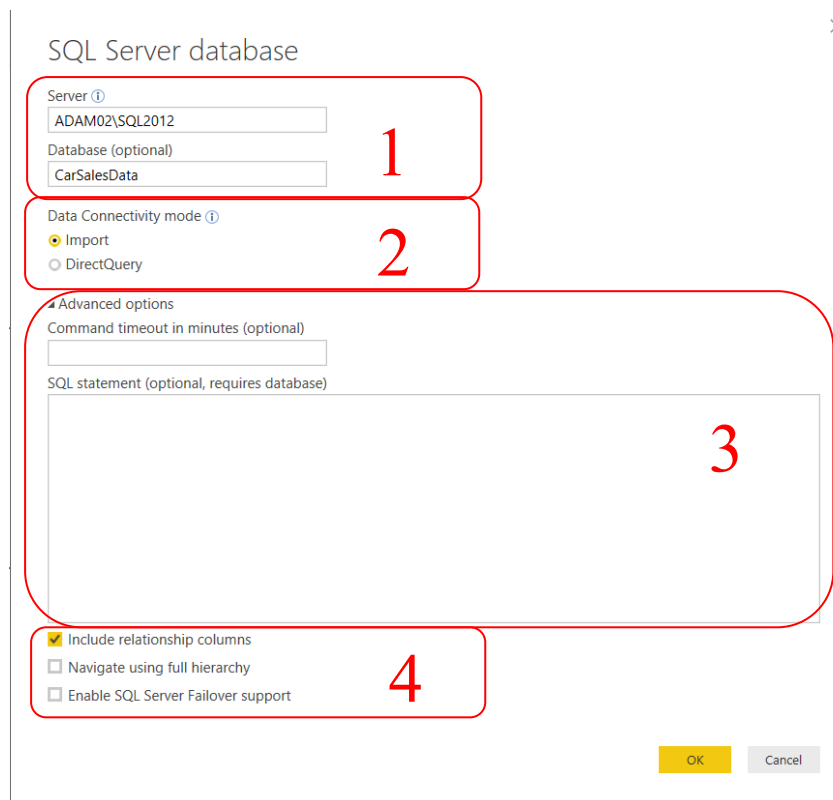 SQL Server database
Server
ADAM02\SQL2012
1
Database (optional)
CarSalesData
Data Connectivity mode
Import
2
DirectQuery
Advanced options
Command timeout in minutes (optional)
SQL statement (optional, requires database)
3
Include relationship columns
Navigate using full hierarchy
4
Enable SQL Server Failover support
OK
Cancel